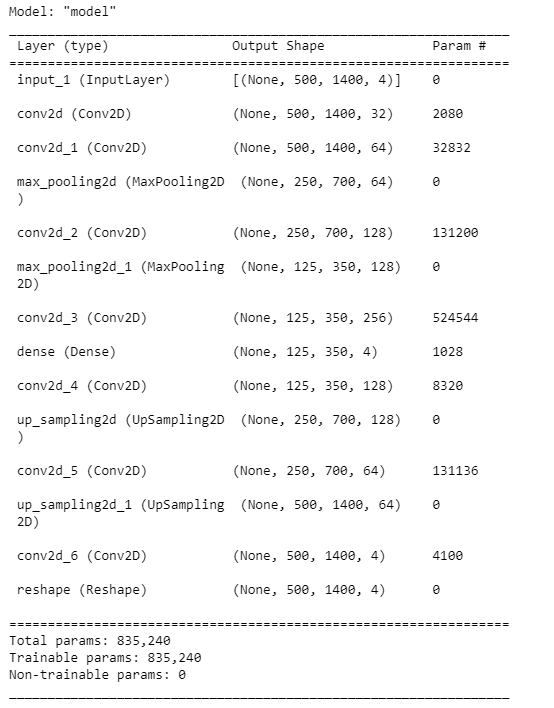 Model: "model"
_________________________________________________________________
Layer (type)                Output Shape              Param #
=================================================================
input_1 (InputLayer)        [(None, 500, 1400, 4)]    0
conv2d (Conv2D)             (None, 500, 1400, 32)     2080
conv2d_1 (Conv2D)           (None, 500, 1400, 64)     32832
max_pooling2d (MaxPooling2D  (None, 250, 700, 64)     0
)
conv2d_2 (Conv2D)           (None, 250, 700, 128)     131200
max_pooling2d_1 (MaxPooling  (None, 125, 350, 128)    0
2D)
conv2d_3 (Conv2D)           (None, 125, 350, 256)     524544
dense (Dense)               (None, 125, 350, 4)       1028
conv2d_4 (Conv2D)           (None, 125, 350, 128)     8320
up_sampling2d (UpSampling2D  (None, 250, 700, 128)    0
)
conv2d_5 (Conv2D)           (None, 250, 700, 64)      131136
up_sampling2d_1 (UpSampling  (None, 500, 1400, 64)    0
2D)
conv2d_6 (Conv2D)           (None, 500, 1400, 4)      4100
reshape (Reshape)           (None, 500, 1400, 4)      0
=================================================================
Total params: 835,240
Trainable params: 835,240
Non-trainable params: 0
_________________________________________________________________